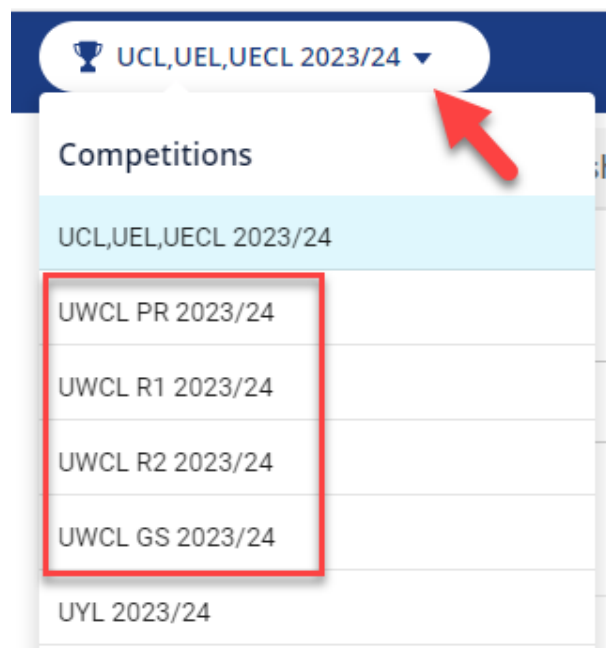 UCL,UEL,UECL 2023/24
Competitions
UCL,UEL,UECL 2023/24
UWCL PR 2023/24
UWCL R1 2023/24
UWCL R2 2023/24
UWCL GS 2023/24
UYL 2023/24